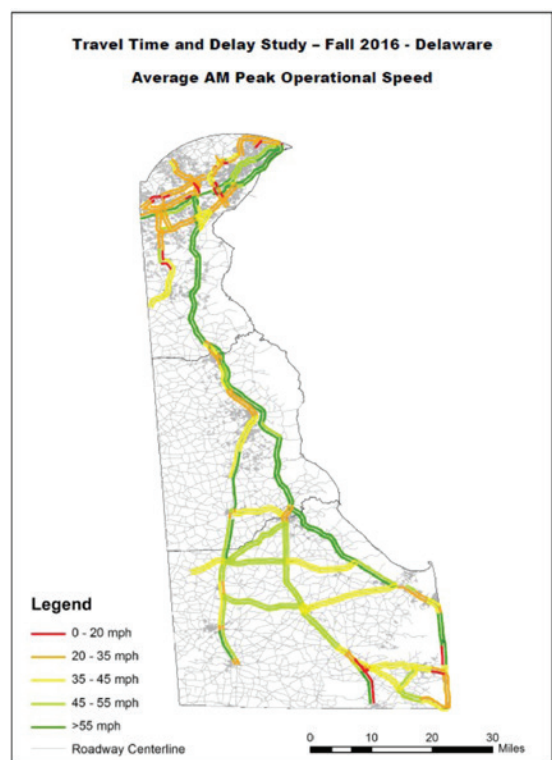 Travel Time and Delay Study – Fall 2016 - Delaware
Average AM Peak Operational Speed
Legend
0 - 20 mph
20 - 35 mph
35 - 45 mph
45 - 55 mph
>55 mph
Roadway Centerline
0 10 20 30
Miles